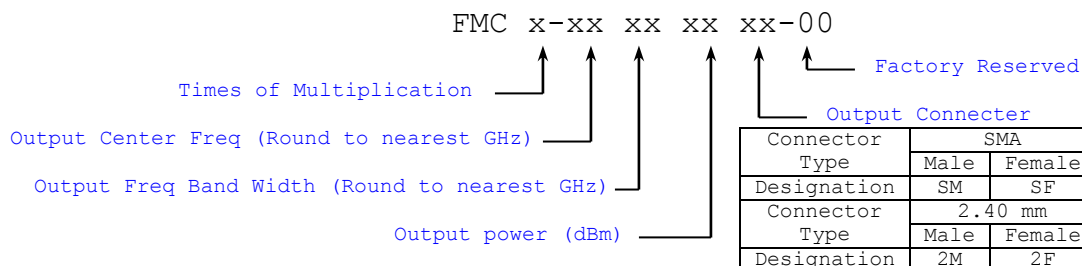 FMC x-xx xx xx xx-00
Factory Reserved
Times of Multiplication
Output Connecter
Output Center Freq (Round to nearest GHz)
Connector Type SMA
Male Female
Output Freq Band Width (Round to nearest GHz)
Designation SM SF
Connector Type 2.40 mm
Male Female
Output power (dBm)
Designation 2M 2F